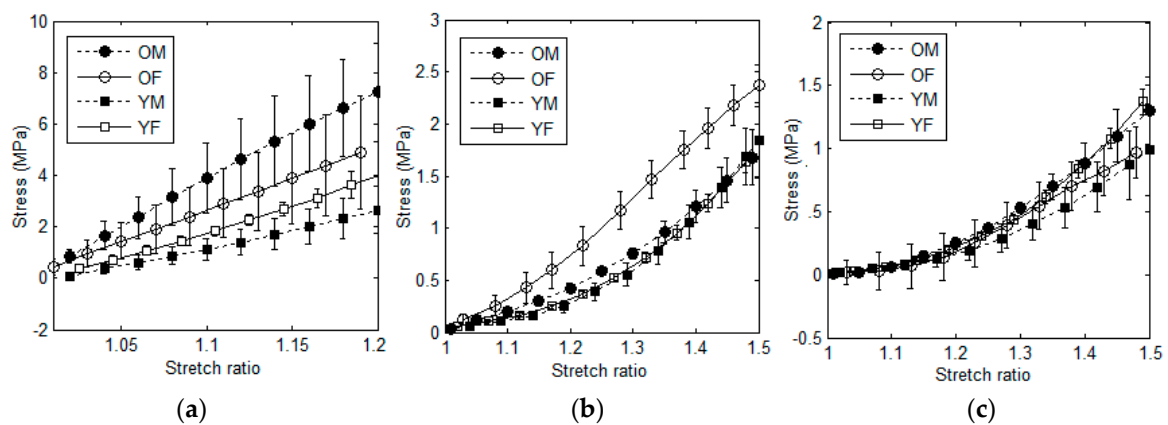 10
8
6
4
2
0
-2
Stress (MPa)
OM
OF
YM
YF
1.05
1.1
1.15
1.2
Stretch ratio
(a)
3
2.5
2
1.5
1
0.5
0
Stress (MPa)
OM
OF
YM
YF
1
1.1
1.2
1.3
1.4
1.5
Stretch ratio
(b)
2
1.5
1
.5
0
-0.5
Stress (MPa)
OM
OF
YM
YF
1
1.1
1.2
1.3
1.4
1.5
Stretch ratio
(c)